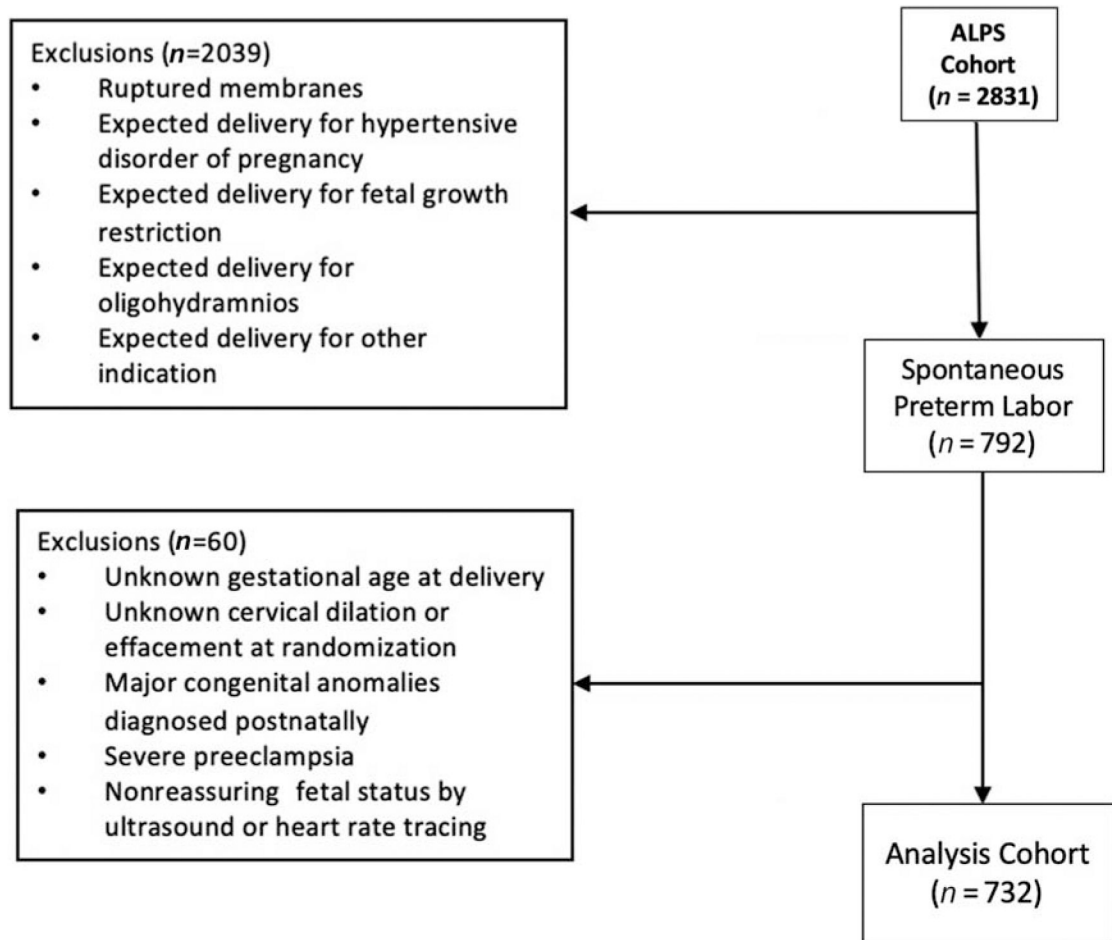 ALPS
Cohort
(n = 2831)
Exclusions (n=2039)
• Ruptured membranes
• Expected delivery for hypertensive
disorder of pregnancy
• Expected delivery for fetal growth
restriction
• Expected delivery for
oligohydramnios
• Expected delivery for other
indication
Spontaneous
Preterm Labor
(n = 792)
Exclusions (n=60)
• Unknown gestational age at delivery
• Unknown cervical dilation or
effacement at randomization
• Major congenital anomalies
diagnosed postnatally
• Severe preeclampsia
• Nonreassuring fetal status by
ultrasound or heart rate tracing
Analysis Cohort
(n = 732)